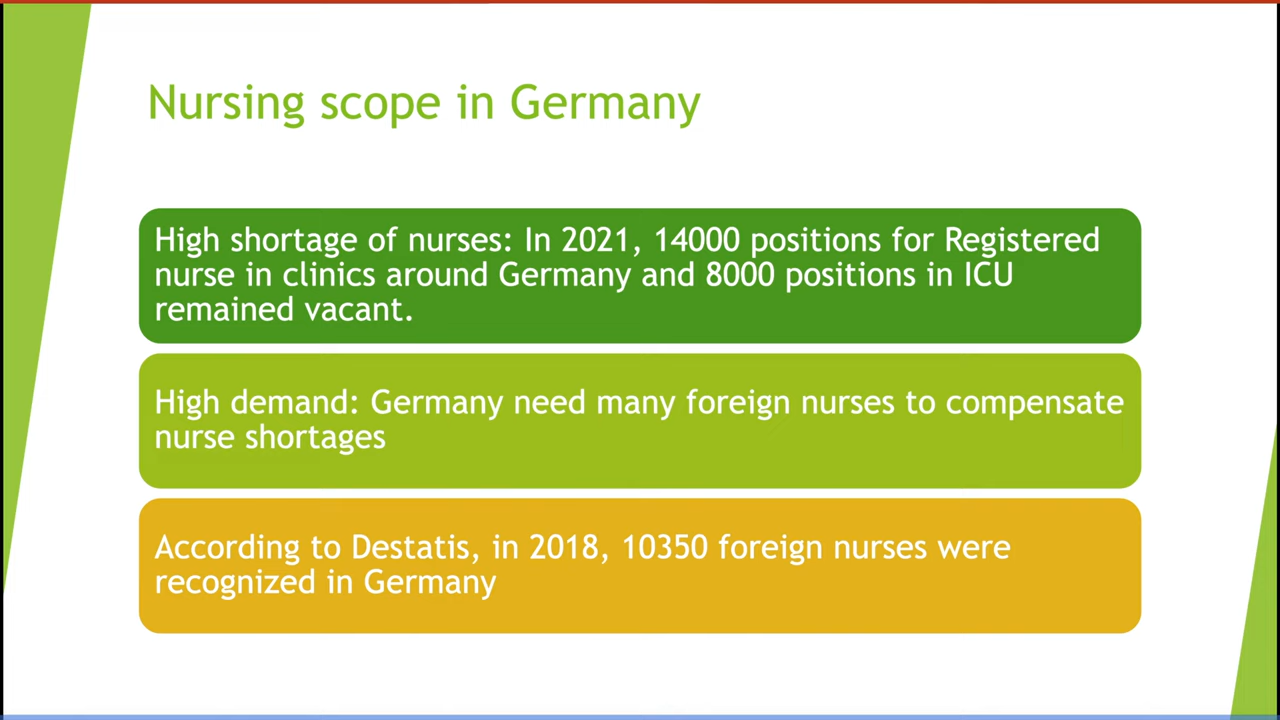 Nursing scope in Germany
High shortage of nurses: In 2021, 14000 positions for Registered
nurse in clinics around Germany and 8000 positions in ICU
remained vacant.
High demand: Germany need many foreign nurses to compensate
nurse shortages
According to Destatis, in 2018, 10350 foreign nurses were
recognized in Germany